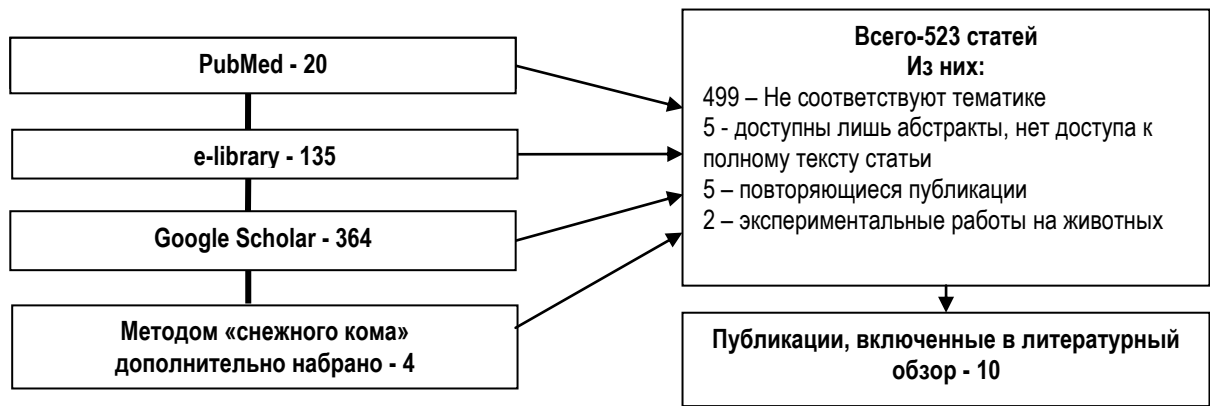 PubMed - 20
e-library - 135
Google Scholar - 364
Методом «снежного кома»
дополнительно набрано - 4
Всего-523 статей
Из них:
499 – Не соответствуют тематике
5 - доступны лишь абстракты, нет доступа к
полному тексту статьи
5 – повторяющиеся публикации
2 – экспериментальные работы на животных
Публикации, включенные в литературный
обзор - 10